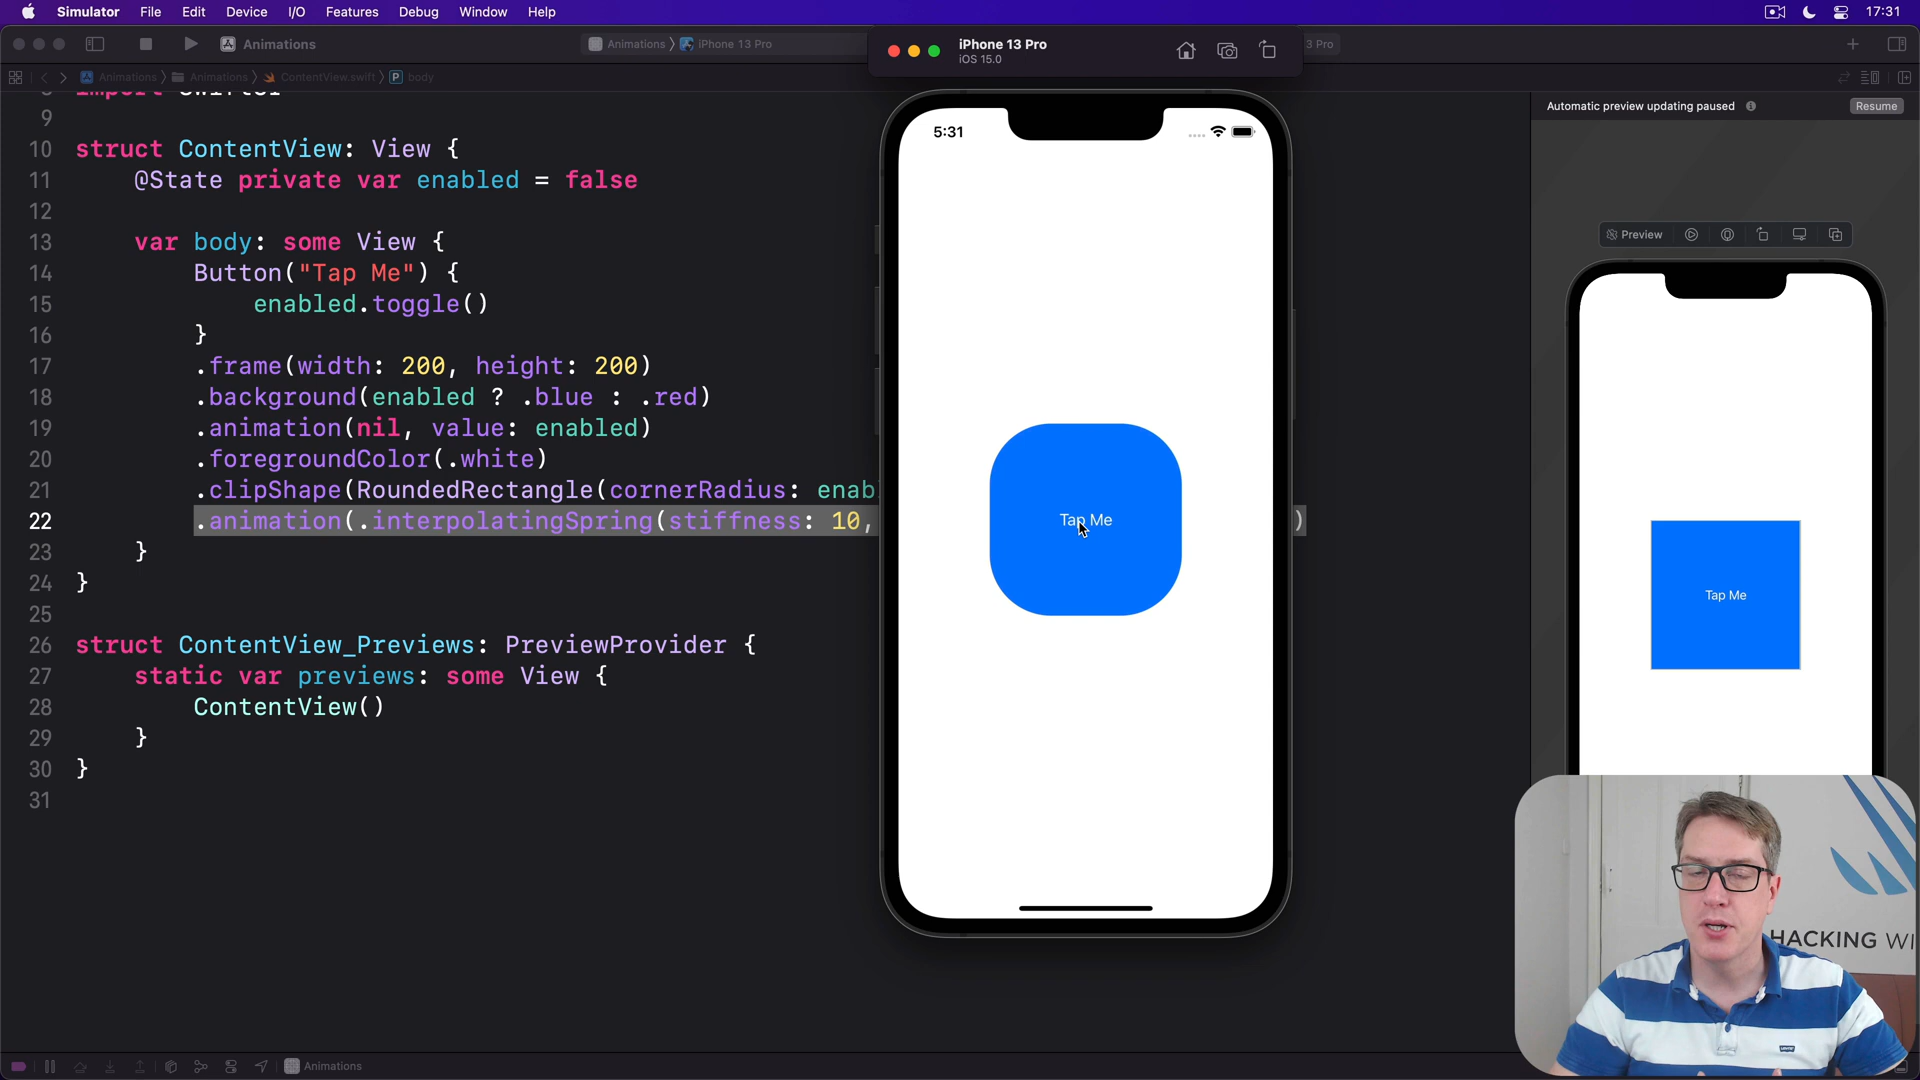 Simulator File Edit Device I/O Features Debug Window Help 17:31
Animations
Animations iPhone 13 Pro
iPhone 13 Pro
iOS 15.0
3 Pro
Animations Animations ContentView.swift P body
Automatic preview updating paused Resume
9
10 struct ContentView: View {
11 @State private var enabled = false
12
13 var body: some View {
14 Button("Tap Me") {
15 enabled.toggle()
16 }
17 .frame(width: 200, height: 200)
18 .background(enabled ? .blue : .red)
19 .animation(nil, value: enabled)
20 .foregroundColor(.white)
21 .clipShape(RoundedRectangle(cornerRadius: enab
22 .animation(.interpolatingSpring(stiffness: 10, )
23 }
24 }
25
26 struct ContentView_Previews: PreviewProvider {
27 static var previews: some View {
28 ContentView()
29 }
30 }
31
5:31
Tap Me
Preview
Tap Me
HACKING WI
Animations